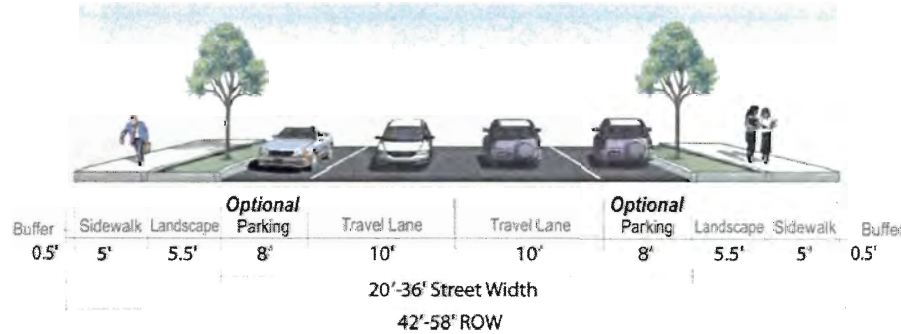 Optional Optional
Buffer Sidewalk Landscape Parking Travel Lane Travel Lane Parking Landscape Sidewalk Buffer
0.5' 5' 5.5' 8' 10' 10' 8' 5.5' 5' 0.5'
20'-36' Street Width
42'-58' ROW